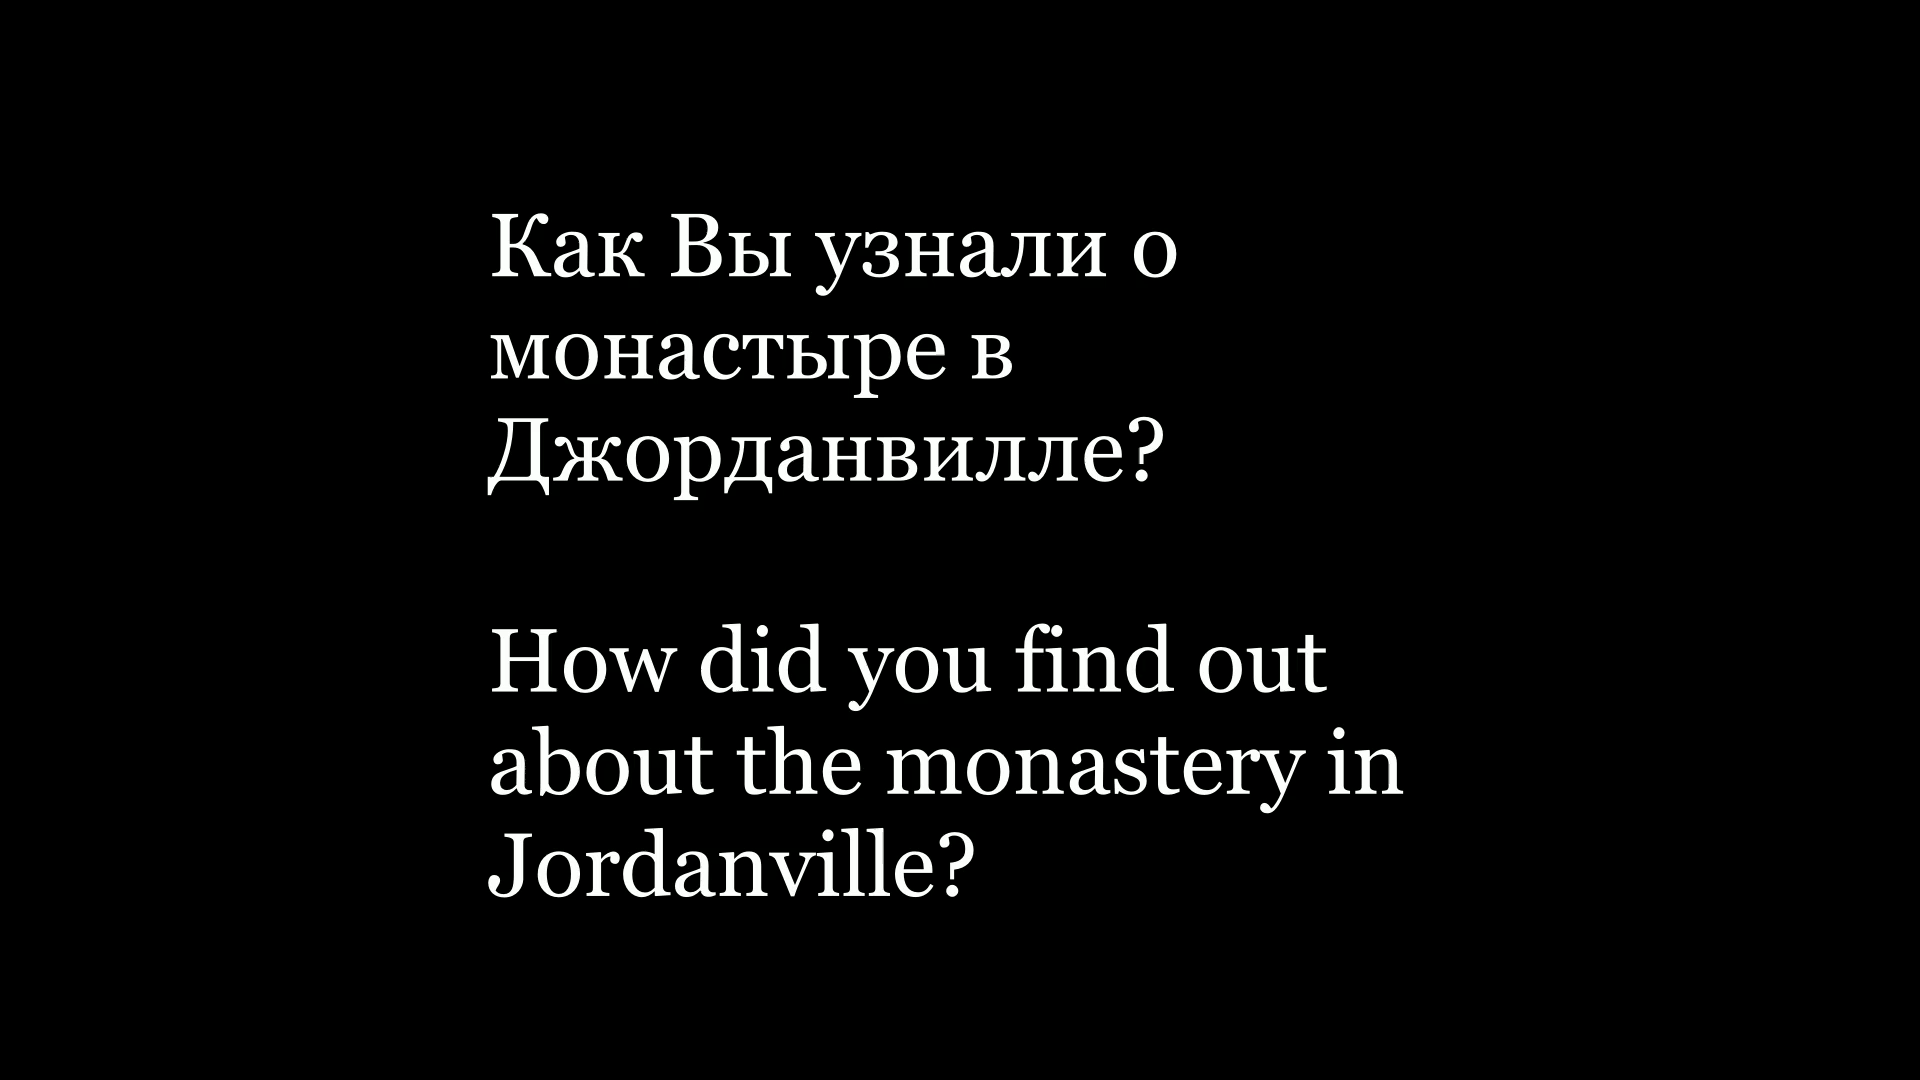 Как Вы узнали о
монастыре в
Джорданвилле?
How did you find out
about the monastery in
Jordanville?